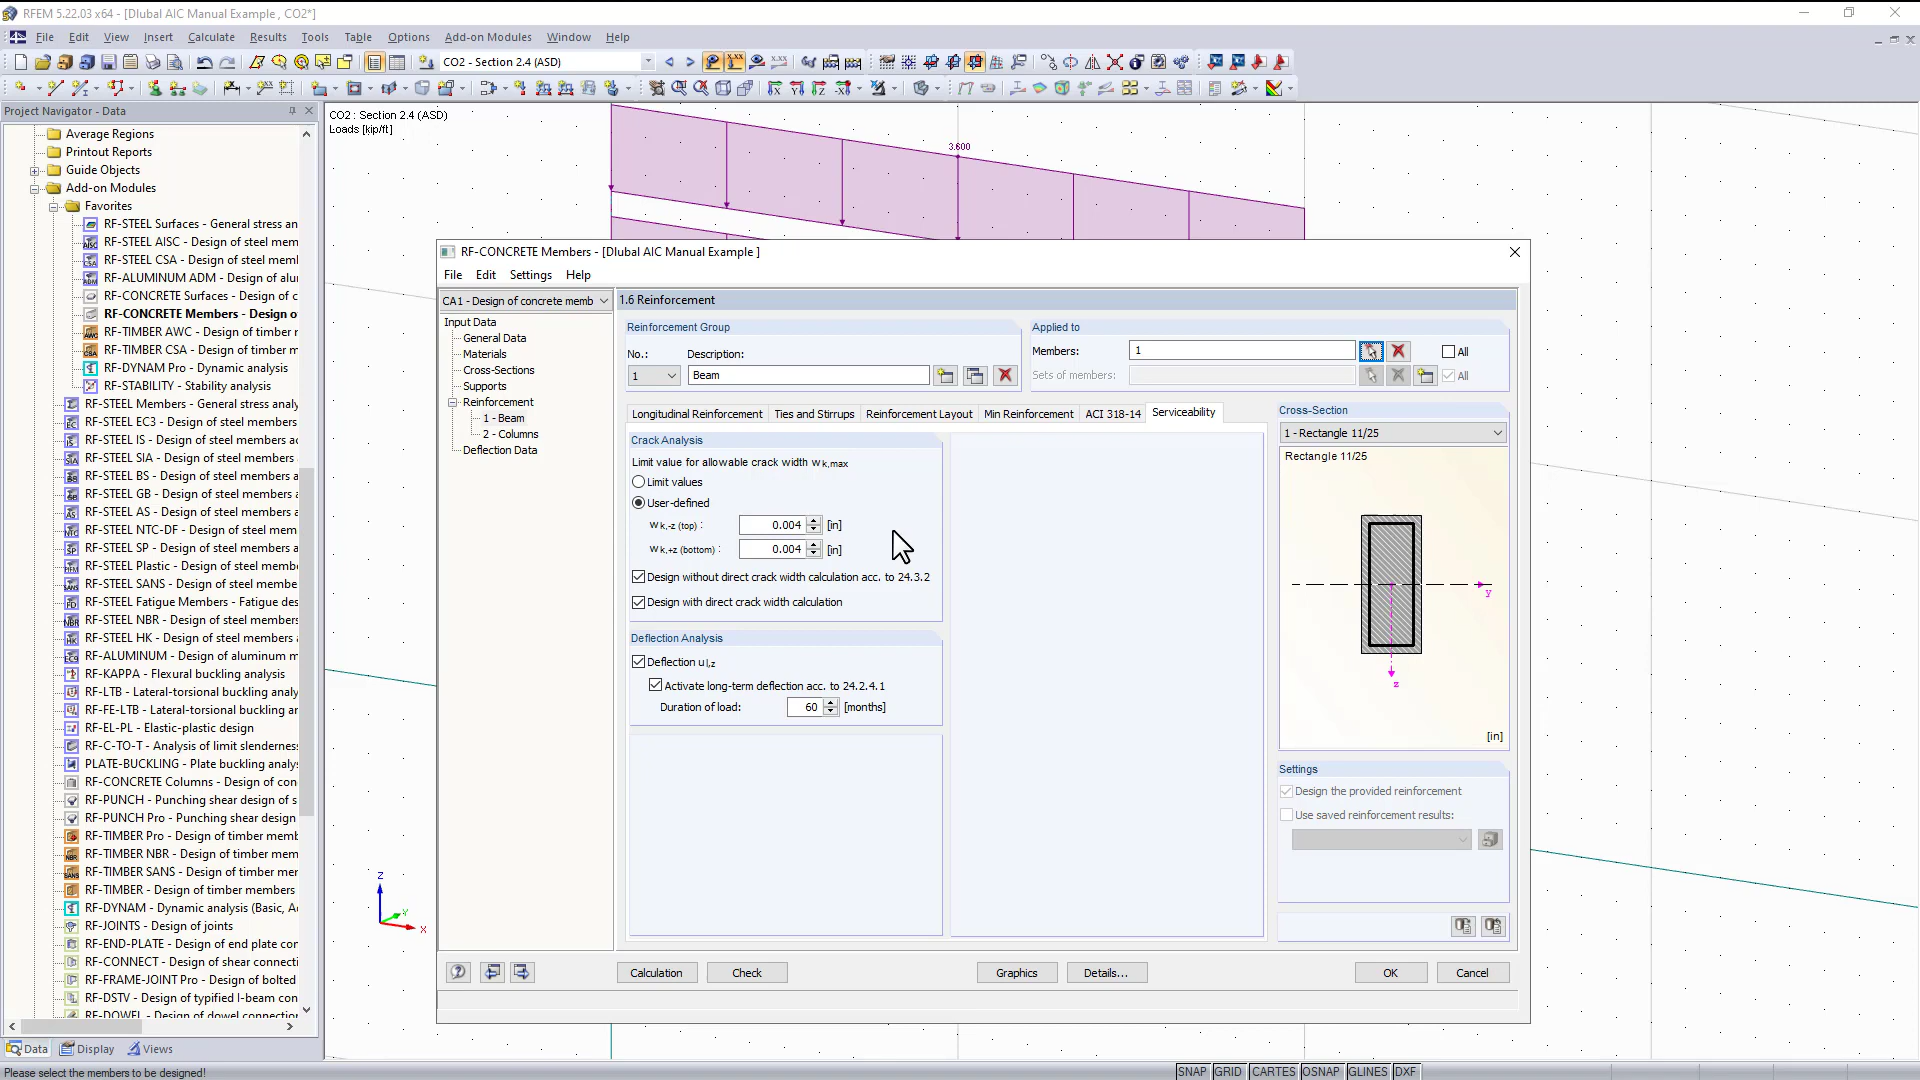 RFEM 5.22.03 x64 - [Dlubal AIC Manual Example , CO2*]
File Edit View Insert Calculate Results Tools Table Options Add-on Modules Window Help
CO2 - Section 2.4 (ASD)
Project Navigator - Data
Average Regions
Printout Reports
Guide Objects
Add-on Modules
Favorites
RF-STEEL Surfaces - General stress an
RF-STEEL AISC - Design of steel mem
RF-STEEL CSA - Design of steel memb
RF-ALUMINUM ADM - Design of alu
RF-CONCRETE Surfaces - Design of c
RF-CONCRETE Members - Design o
RF-TIMBER AWC - Design of timber r
RF-TIMBER CSA - Design of timber m
RF-DYNAM Pro - Dynamic analysis
RF-STABILITY - Stability analysis
RF-STEEL Members - General stress analy
RF-STEEL EC3 - Design of steel members
RF-STEEL IS - Design of steel members ac
RF-STEEL SIA - Design of steel members
RF-STEEL BS - Design of steel members a
RF-STEEL GB - Design of steel members a
RF-STEEL AS - Design of steel members a
RF-STEEL NTC-DF - Design of steel mem
RF-STEEL SP - Design of steel members a
RF-STEEL Plastic - Design of steel membe
RF-STEEL SANS - Design of steel membe
RF-STEEL Fatigue Members - Fatigue des
RF-STEEL NBR - Design of steel members
RF-STEEL HK - Design of steel members a
RF-ALUMINUM - Design of aluminum m
RF-KAPPA - Flexural buckling analysis
RF-LTB - Lateral-torsional buckling analy
RF-FE-LTB - Lateral-torsional buckling an
RF-EL-PL - Elastic-plastic design
RF-C-TO-T - Analysis of limit slenderness
PLATE-BUCKLING - Plate buckling analys
RF-CONCRETE Columns - Design of con
RF-PUNCH - Punching shear design of s
RF-PUNCH Pro - Punching shear design
RF-TIMBER Pro - Design of timber memb
RF-TIMBER NBR - Design of timber mem
RF-TIMBER SANS - Design of timber mer
RF-TIMBER - Design of timber members
RF-DYNAM - Dynamic analysis (Basic, Ac
RF-JOINTS - Design of joints
RF-END-PLATE - Design of end plate con
RF-CONNECT - Design of shear connecti
RF-FRAME-JOINT Pro - Design of bolted
RF-DSTV - Design of typified I-beam con
RF-DOWEL - Design of dowel connection
Data Display Views
Please select the members to be designed!
CO2 : Section 2.4 (ASD)
Loads [kip/ft]
3.600
Z
Y
X
RF-CONCRETE Members - [Dlubal AIC Manual Example ]
File Edit Settings Help
CA1 - Design of concrete memb
Input Data
General Data
Materials
Cross-Sections
Supports
Reinforcement
1 - Beam
2 - Columns
Deflection Data
1.6 Reinforcement
Reinforcement Group
No.: Description:
1 Beam
Applied to
Members: 1 All
Sets of members: All
Longitudinal Reinforcement Ties and Stirrups Reinforcement Layout Min Reinforcement ACI 318-14 Serviceability
Crack Analysis
Limit value for allowable crack width w k,max
Limit values
User-defined
w k,-z (top) : 0.004 [in]
w k,+z (bottom) : 0.004 [in]
Design without direct crack width calculation acc. to 24.3.2
Design with direct crack width calculation
Deflection Analysis
Deflection u l,z
Activate long-term deflection acc. to 24.2.4.1
Duration of load: 60 [months]
Cross-Section
1 - Rectangle 11/25
Rectangle 11/25
y
z
[in]
Settings
Design the provided reinforcement
Use saved reinforcement results:
Calculation Check Graphics Details... OK Cancel
SNAP GRID CARTES OSNAP GLINES DXF